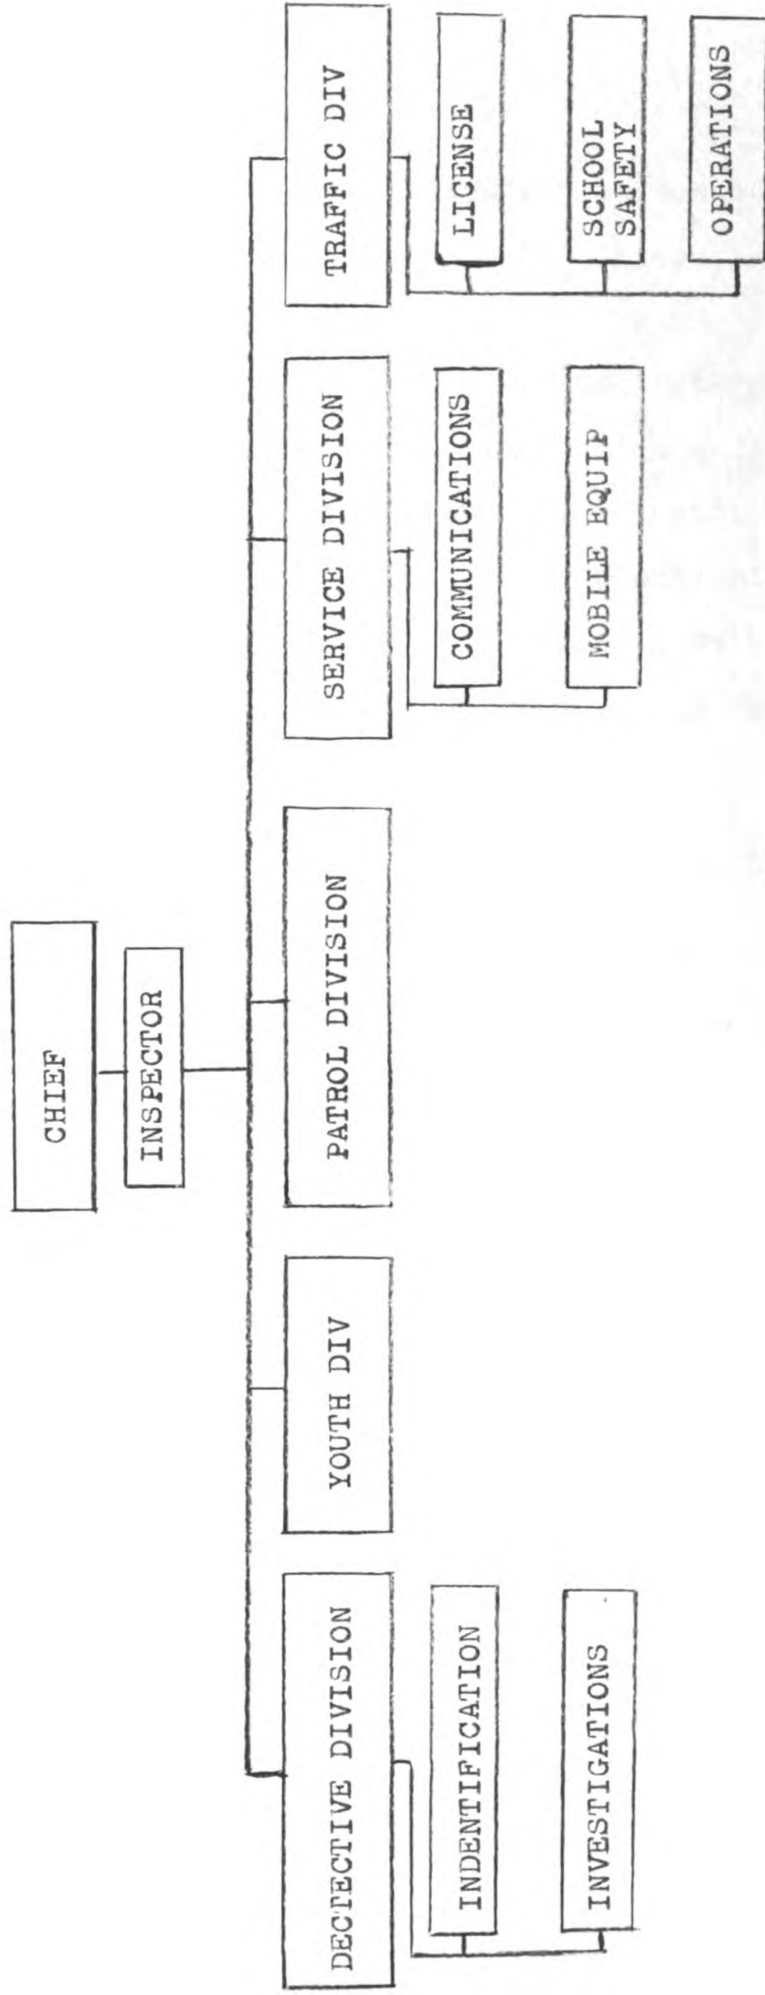 CHIEF
INSPECTOR
DECTECTIVE DIVISION
YOUTH DIV
PATROL DIVISION
SERVICE DIVISION
TRAFFIC DIV
INDENTIFICATION
INVESTIGATIONS
COMMUNICATIONS
MOBILE EQUIP
LICENSE
SCHOOL
SAFETY
OPERATIONS